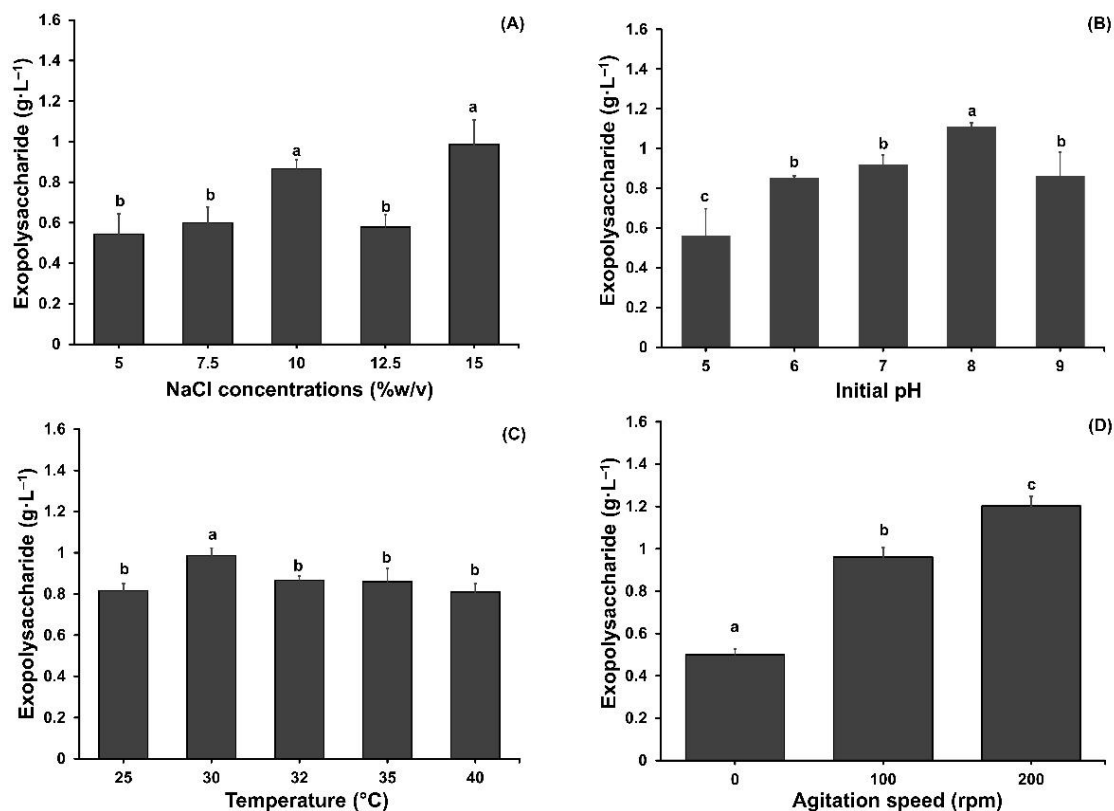 (A)
Exopolysaccharide (g·L⁻¹)
1.6
1.4
1.2
1
0.8
0.6
0.4
0.2
0
b
b
a
b
a
5
7.5
10
12.5
15
NaCl concentrations (%w/v)
(B)
Exopolysaccharide (g·L⁻¹)
1.6
1.4
1.2
1
0.8
0.6
0.4
0.2
0
c
b
b
a
b
5
6
7
8
9
Initial pH
(C)
Exopolysaccharide (g·L⁻¹)
1.6
1.4
1.2
1
0.8
0.6
0.4
0.2
0
b
a
b
b
b
25
30
32
35
40
Temperature (°C)
(D)
Exopolysaccharide (g·L⁻¹)
1.6
1.4
1.2
1
0.8
0.6
0.4
0.2
0
a
b
c
0
100
200
Agitation speed (rpm)